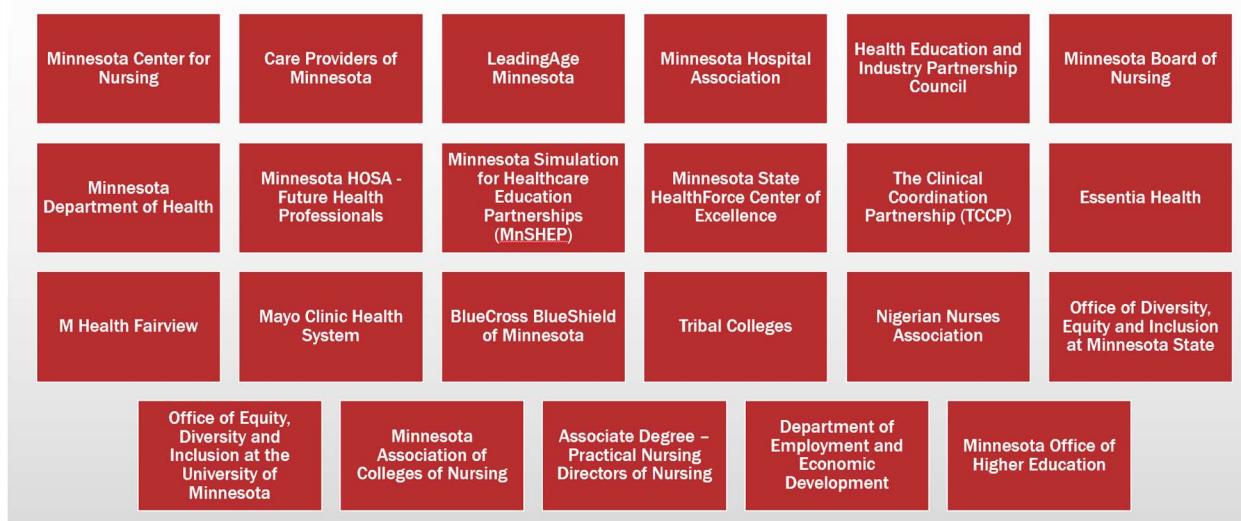 Minnesota Center for
Nursing
Care Providers of
Minnesota
LeadingAge
Minnesota
Minnesota Hospital
Association
Health Education and
Industry Partnership
Council
Minnesota Board of
Nursing
Minnesota
Department of Health
Minnesota HOSA -
Future Health
Professionals
Minnesota Simulation
for Healthcare
Education
Partnerships
(MnSHEP)
Minnesota State
HealthForce Center of
Excellence
The Clinical
Coordination
Partnership (TCCP)
Essentia Health
M Health Fairview
Mayo Clinic Health
System
BlueCross BlueShield
of Minnesota
Tribal Colleges
Nigerian Nurses
Association
Office of Diversity,
Equity and Inclusion
at Minnesota State
Office of Equity,
Diversity and
Inclusion at the
University of
Minnesota
Minnesota
Association of
Colleges of Nursing
Associate Degree –
Practical Nursing
Directors of Nursing
Department of
Employment and
Economic
Development
Minnesota Office of
Higher Education